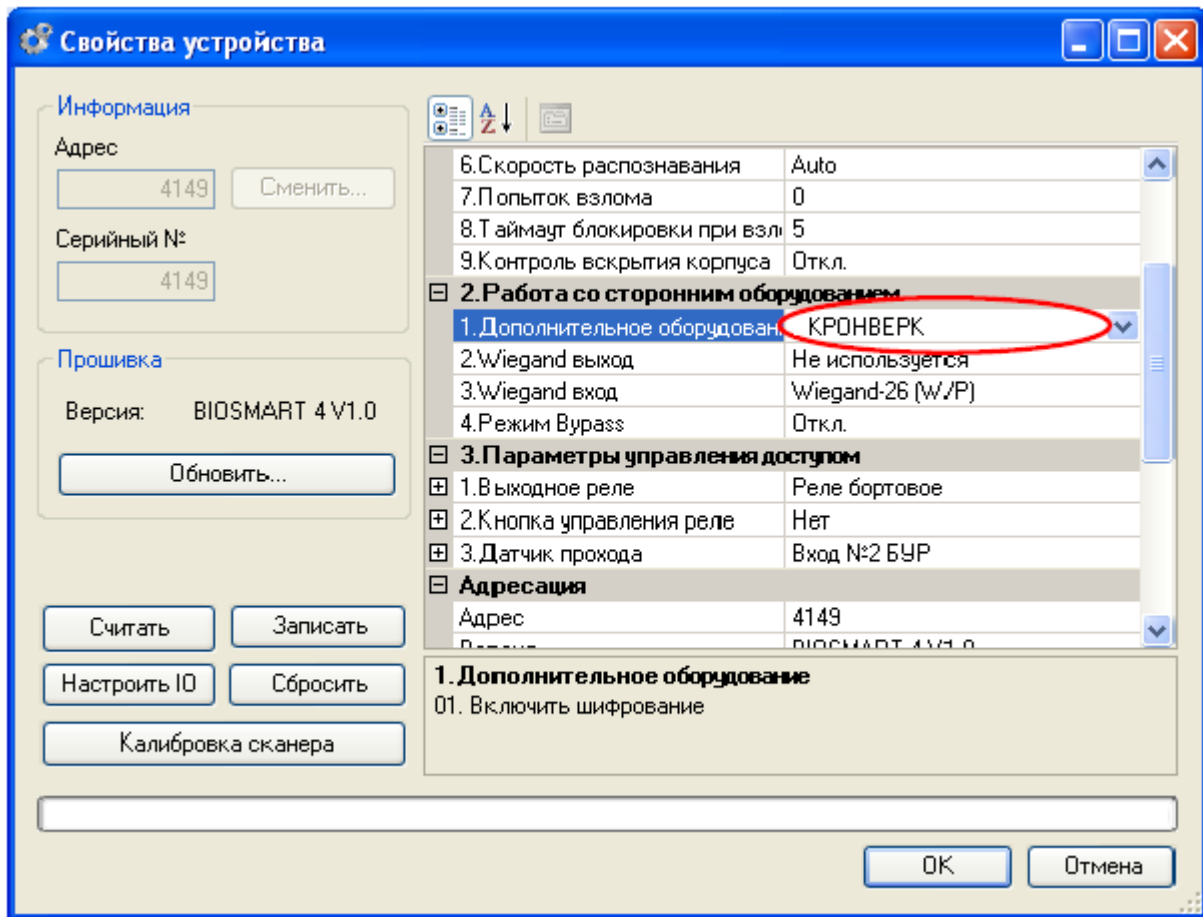 Свойства устройства
Информация
Адрес
4149 Сменить...
Серийный №
4149
Прошивка
Версия: BIOSMART 4 V1.0
Обновить...
Считать Записать
Настроить IO Сбросить
Калибровка сканера
6.Скорость распознавания Auto
7.Попыток взлома 0
8.Таймаут блокировки при взл 5
9.Контроль вскрытия корпуса Откл.
2.Работа со сторонним оборудованием
1.Дополнительное оборудован КРОНВЕРК
2.Wiegand выход Не используется
3.Wiegand вход Wiegand-26 (W/P)
4.Режим Bypass Откл.
3.Параметры управления доступом
1.Выходное реле Реле бортовое
2.Кнопка управления реле Нет
3.Датчик прохода Вход №2 БУР
Адресация
Адрес 4149
BIOSMART 4 V1.0
1.Дополнительное оборудование
01. Включить шифрование
OK Отмена